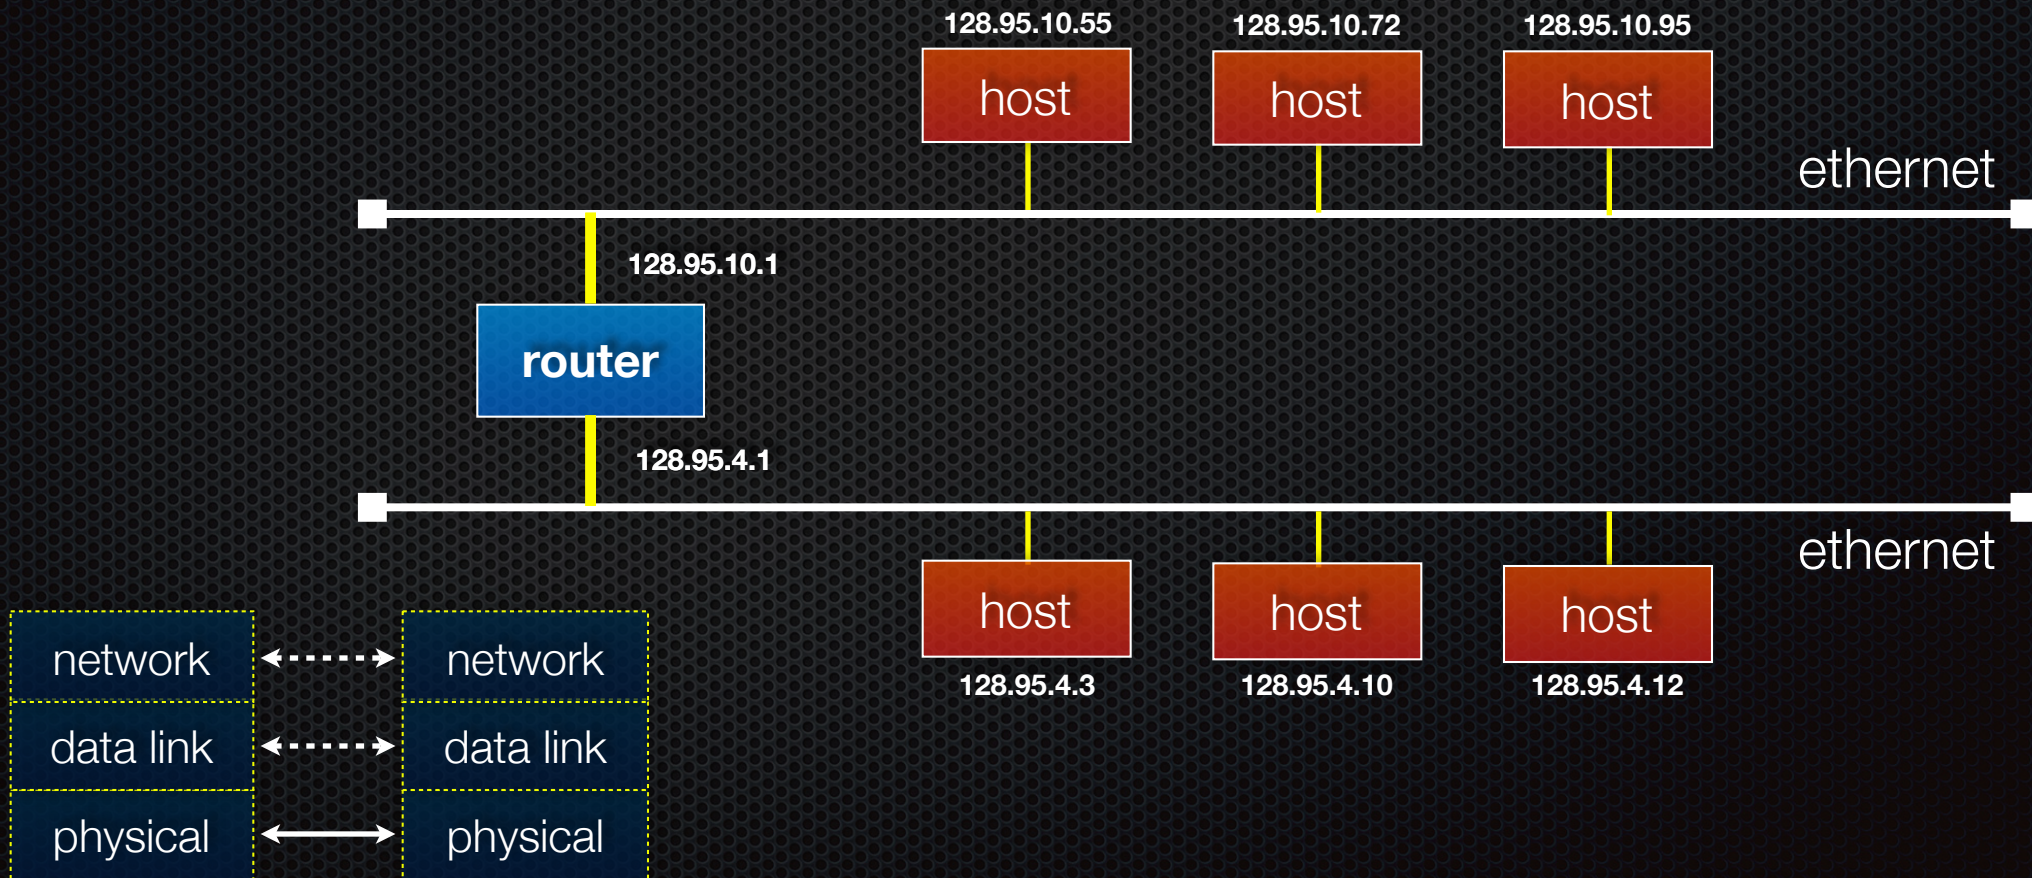 128.95.10.55 128.95.10.72 128.95.10.95
host host host
ethernet
128.95.10.1
router
128.95.4.1
ethernet
host host host
128.95.4.3 128.95.4.10 128.95.4.12
network network
data link data link
physical physical